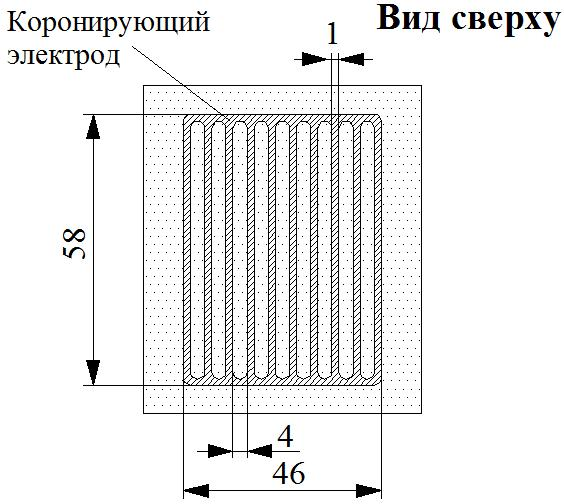 Вид сверху
Коронирующий
электрод
1
58
4
46